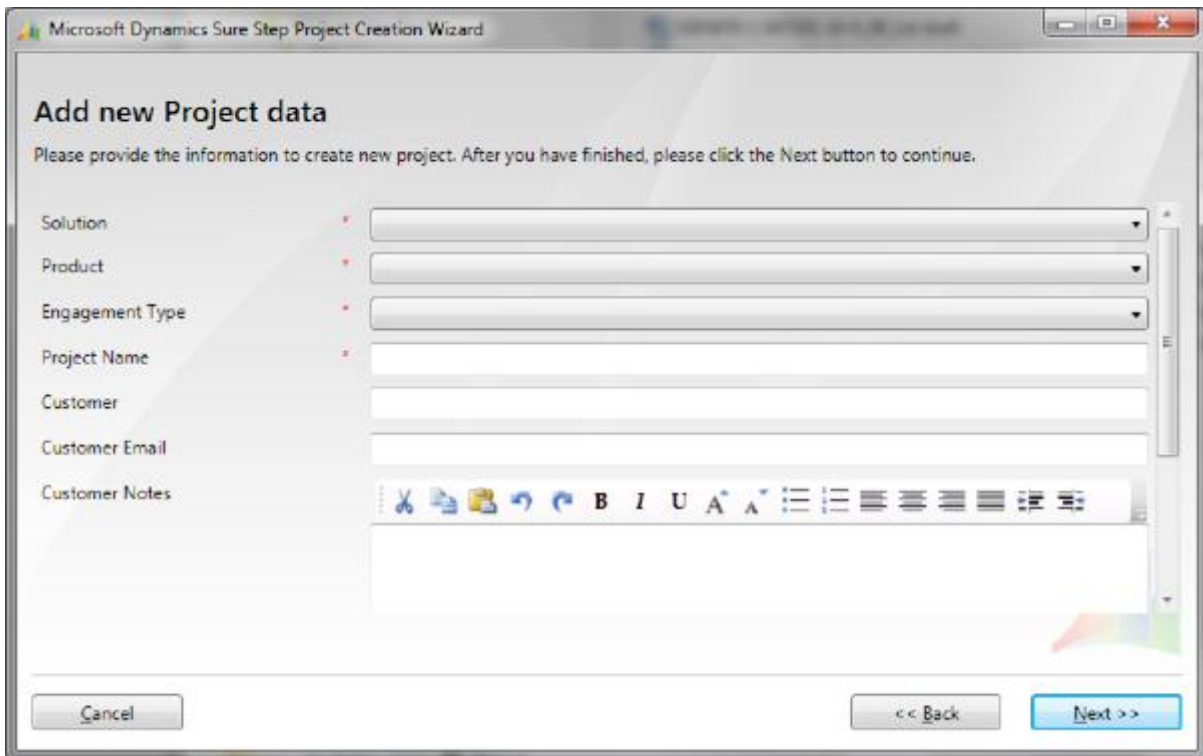 Microsoft Dynamics Sure Step Project Creation Wizard
Add new Project data
Please provide the information to create new project. After you have finished, please click the Next button to continue.
Solution *
Product *
Engagement Type *
Project Name *
Customer
Customer Email
Customer Notes
B I U A A
Cancel
<< Back
Next >>